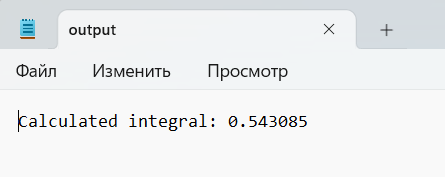 output
Файл Изменить Просмотр
Calculated integral: 0.543085